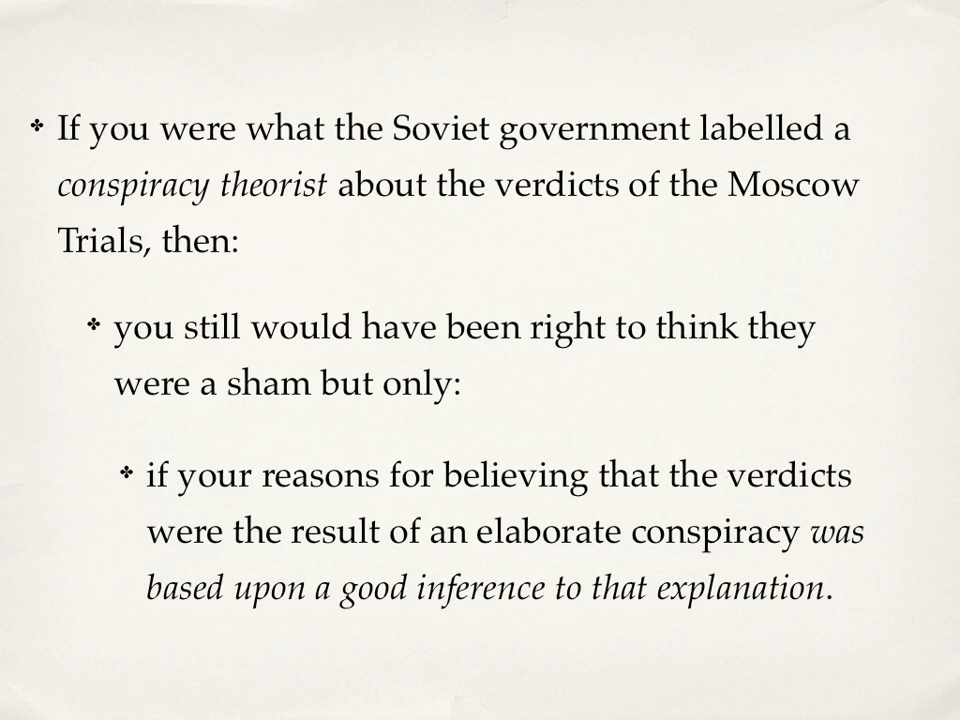 ✤ If you were what the Soviet government labelled a
conspiracy theorist about the verdicts of the Moscow
Trials, then:
✤ you still would have been right to think they
were a sham but only:
✤ if your reasons for believing that the verdicts
were the result of an elaborate conspiracy was
based upon a good inference to that explanation.